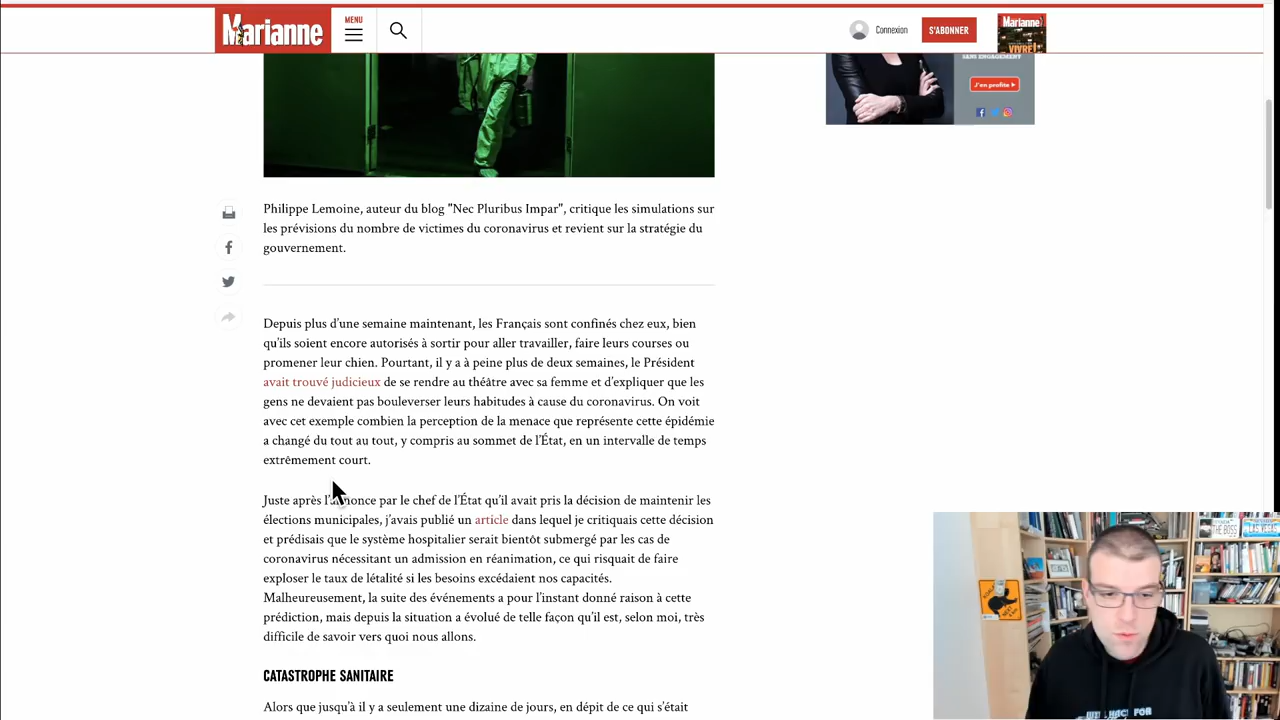 Marianne
MENU
Connexion
S'ABONNER
Marianne
VIVRE!
SANS ENGAGEMENT
J'en profite
Philippe Lemoine, auteur du blog "Nec Pluribus Impar", critique les simulations sur
les prévisions du nombre de victimes du coronavirus et revient sur la stratégie du
gouvernement.
Depuis plus d'une semaine maintenant, les Français sont confinés chez eux, bien
qu'ils soient encore autorisés à sortir pour aller travailler, faire leurs courses ou
promener leur chien. Pourtant, il y a à peine plus de deux semaines, le Président
avait trouvé judicieux de se rendre au théâtre avec sa femme et d'expliquer que les
gens ne devaient pas bouleverser leurs habitudes à cause du coronavirus. On voit
avec cet exemple combien la perception de la menace que représente cette épidémie
a changé du tout au tout, y compris au sommet de l'État, en un intervalle de temps
extrêmement court.
Juste après l'annonce par le chef de l'État qu'il avait pris la décision de maintenir les
élections municipales, j'avais publié un article dans lequel je critiquais cette décision
et prédisais que le système hospitalier serait bientôt submergé par les cas de
coronavirus nécessitant un admission en réanimation, ce qui risquait de faire
exploser le taux de létalité si les besoins excédaient nos capacités.
Malheureusement, la suite des événements a pour l'instant donné raison à cette
prédiction, mais depuis la situation a évolué de telle façon qu'il est, selon moi, très
difficile de savoir vers quoi nous allons.
CATASTROPHE SANITAIRE
Alors que jusqu'à il y a seulement une dizaine de jours, en dépit de ce qui s'était
THE BOSS
LAS VEGAS